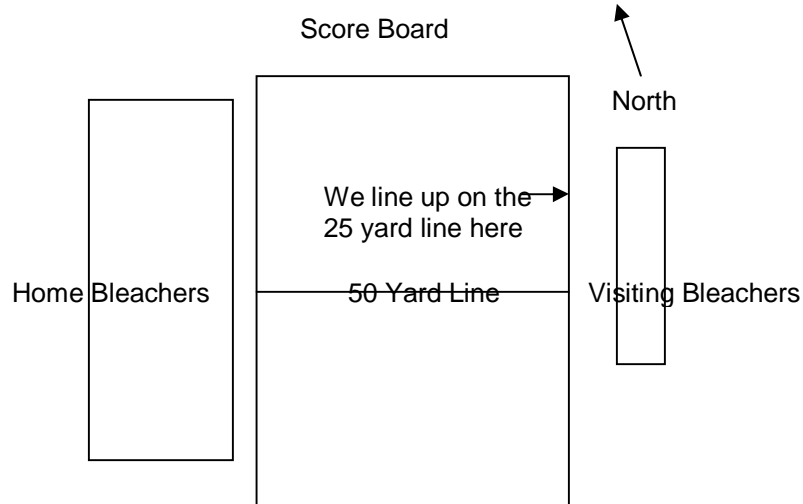 Score Board
North
We line up on the
25 yard line here
Home Bleachers
50 Yard Line
Visiting Bleachers